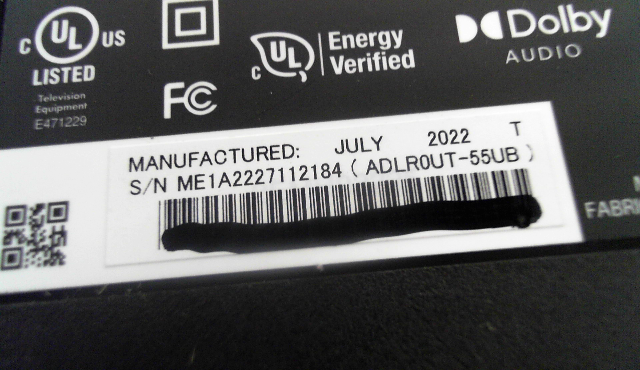 C UL US
LISTED
Television
Equipment
E471229
FC
C UL
Energy
Verified
Dolby
AUDIO
MANUFACTURED: JULY 2022 T
S/N ME1A2227112184 ( ADLR0UT-55UB )
FABRI